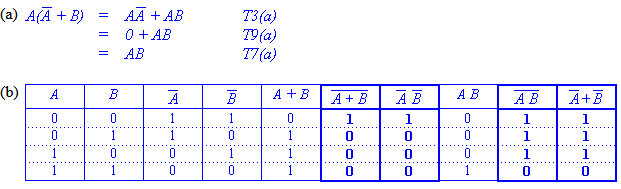 (a) A(A̅ + B) = AA̅ + AB T3(a)
= 0 + AB T9(a)
= AB T7(a)
(b) A B A̅ B̅ A + B A̅ ̅+̅ ̅B̅ A̅ B̅ A B A̅ ̅B̅ A̅+B̅
0 0 1 1 0 1 1 0 1 1
0 1 1 0 1 0 0 0 1 1
1 0 0 1 1 0 0 0 1 1
1 1 0 0 1 0 0 1 0 0